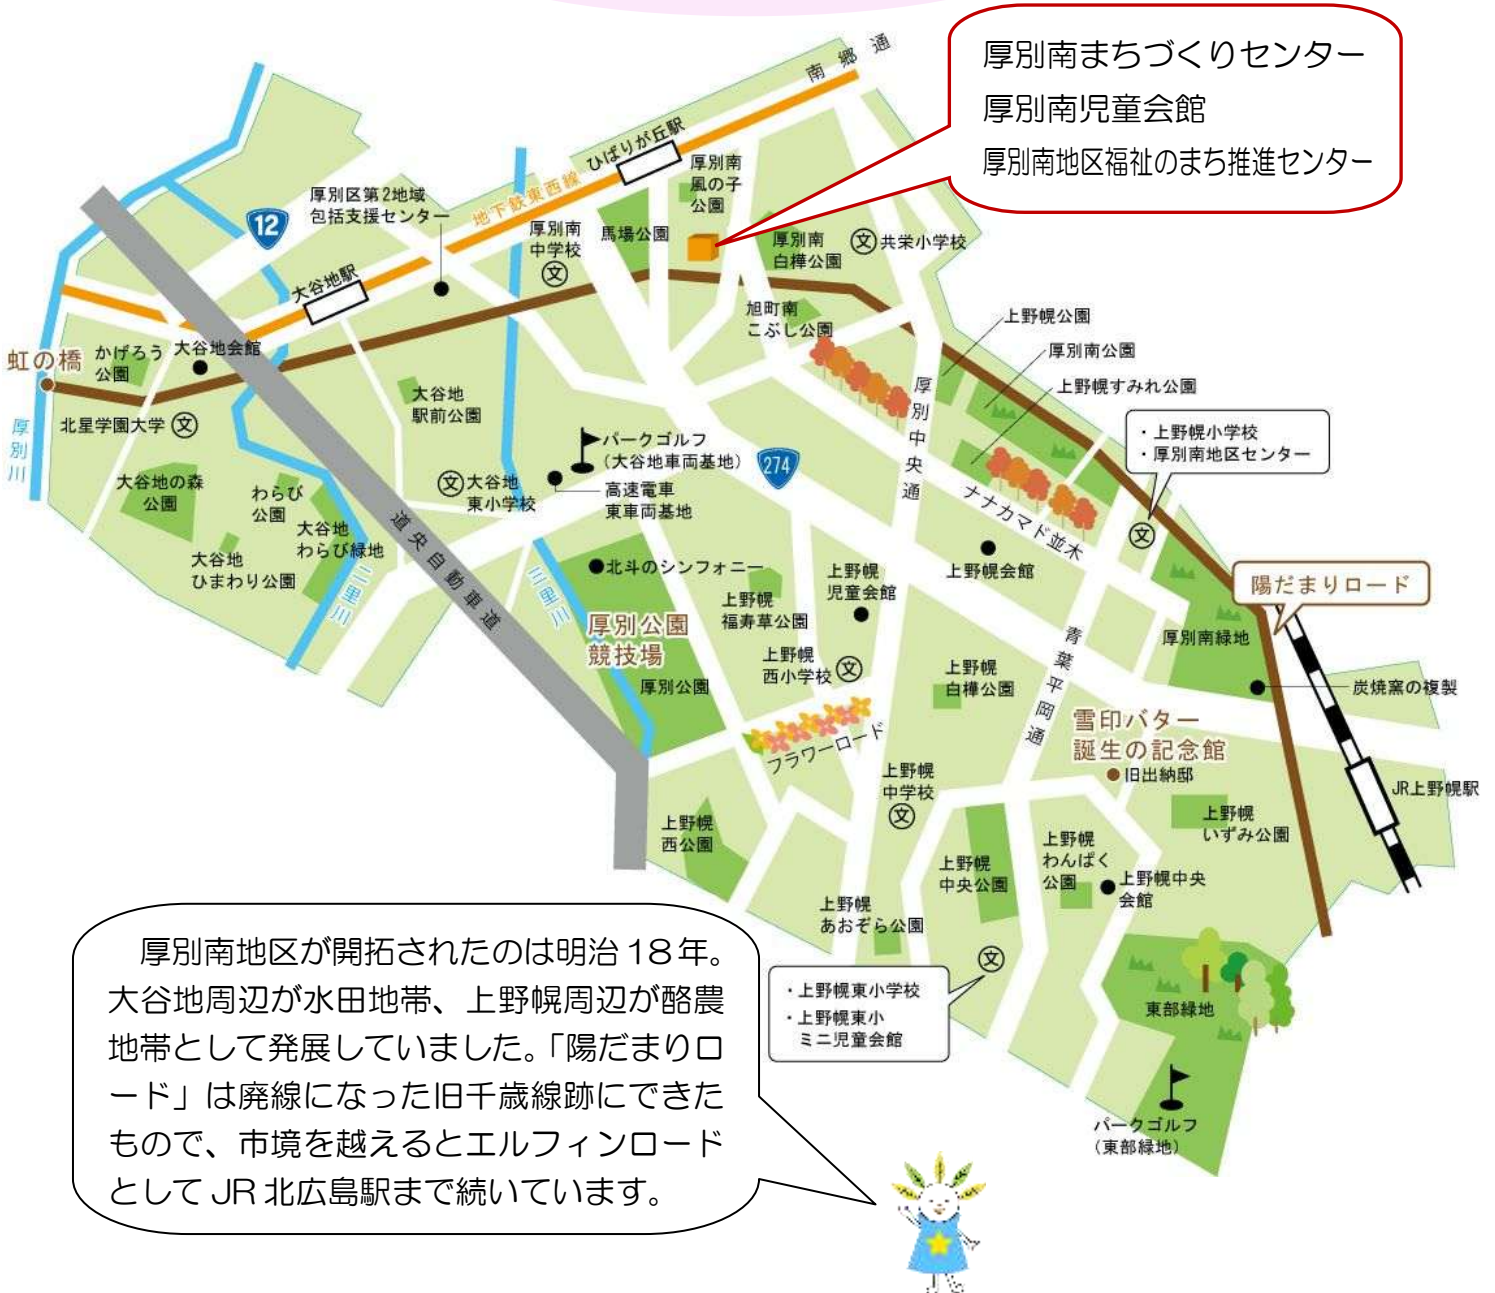 厚別南まちづくりセンター
厚別南児童会館
厚別南地区福祉のまち推進センター
南郷通
ひばりが丘駅
厚別南
風の子
公園
地下鉄東西線
厚別区第2地域
包括支援センター
12
厚別南
中学校
文
馬場公園
厚別南
白樺公園
文
共栄小学校
大谷地駅
旭町南
こぶし公園
上野幌公園
厚別南公園
上野幌すみれ公園
虹の橋
かげろう
公園
大谷地会館
大谷地
駅前公園
厚別中央通
・上野幌小学校
・厚別南地区センター
文
厚別川
北星学園大学
文
パークゴルフ
（大谷地車両基地）
274
高速電車
東車両基地
文
大谷地
東小学校
大谷地の森
公園
わらび
公園
大谷地
わらび緑地
大谷地
ひまわり公園
二里川
道央自動車道
三里川
ナナカマド並木
北斗のシンフォニー
上野幌
福寿草公園
上野幌
児童会館
上野幌会館
陽だまりロード
厚別公園
競技場
厚別公園
上野幌
西小学校
文
上野幌
白樺公園
青葉平岡通
厚別南緑地
炭焼窯の複製
フラワーロード
雪印バター
誕生の記念館
旧出納邸
JR上野幌駅
上野幌
中学校
文
上野幌
いずみ公園
上野幌
西公園
上野幌
中央公園
上野幌
わんぱく
公園
上野幌中央
会館
上野幌
あおぞら公園
文
・上野幌東小学校
・上野幌東小
ミニ児童会館
東部緑地
パークゴルフ
（東部緑地）
厚別南地区が開拓されたのは明治18年。
大谷地周辺が水田地帯、上野幌周辺が酪農
地帯として発展していました。「陽だまりロ
ード」は廃線になった旧千歳線跡にできた
もので、市境を越えるとエルフィンロード
としてJR北広島駅まで続いています。